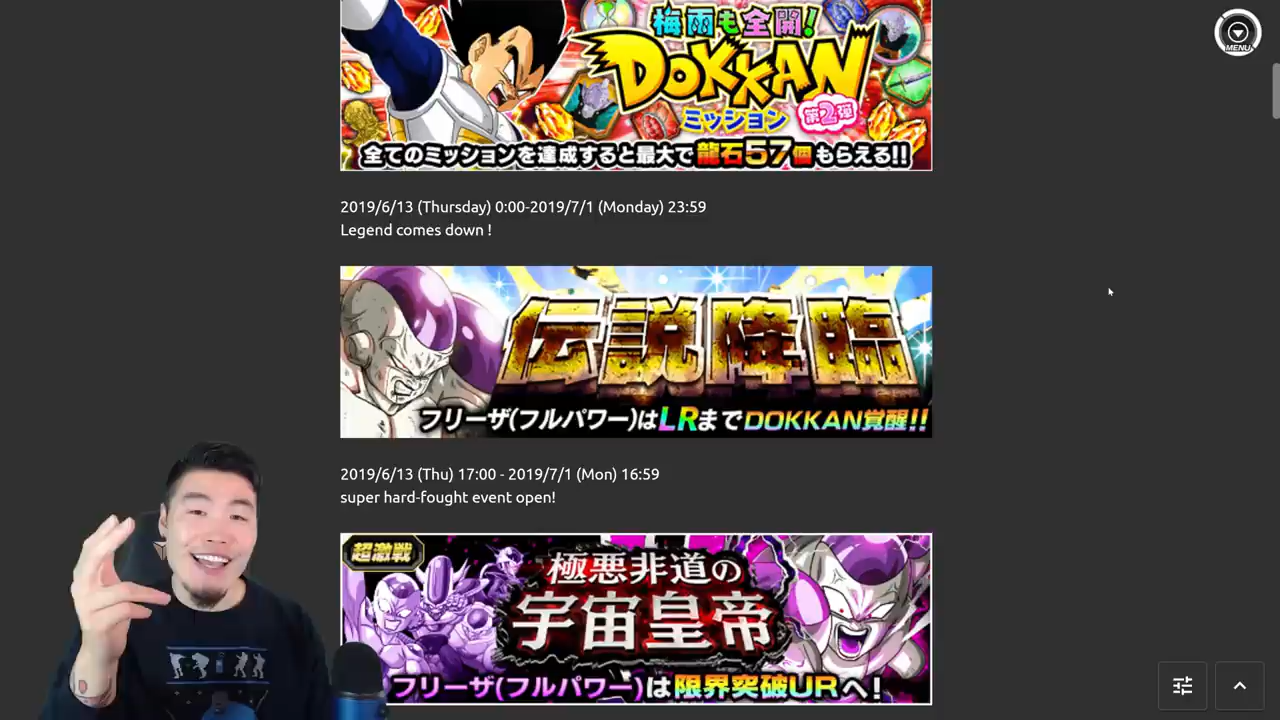 MENU
梅雨も全開!
DOKKAN
ミッション 第2弾
全てのミッションを達成すると最大で龍石57個もらえる!!
2019/6/13 (Thursday) 0:00-2019/7/1 (Monday) 23:59
Legend comes down !
伝説降臨
フリーザ(フルパワー)はLRまでDOKKAN覚醒!!
2019/6/13 (Thu) 17:00 - 2019/7/1 (Mon) 16:59
super hard-fought event open!
超激戦
極悪非道の
宇宙皇帝
フリーザ(フルパワー)は限界突破URへ!